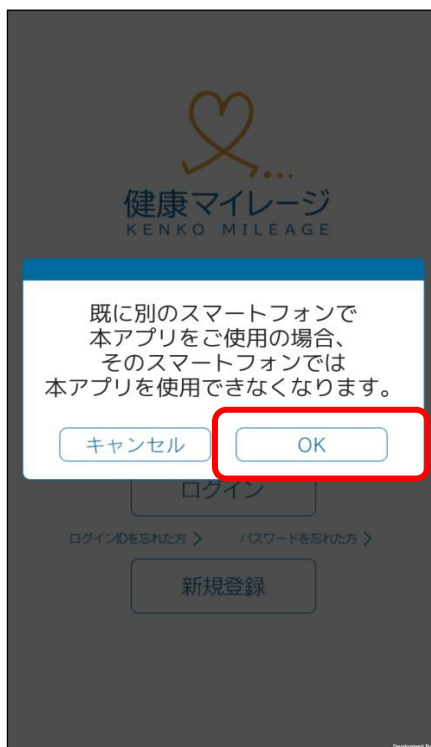 健康マイレージ
KENKO MILEAGE
既に別のスマートフォンで
本アプリをご使用の場合、
そのスマートフォンでは
本アプリを使用できなくなります。
キャンセル
OK
ログイン
ログインIDを忘れた方 >
パスワードを忘れた方 >
新規登録